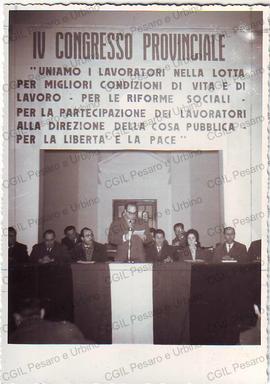 IV CONGRESSO PROVINCIALE
"UNIAMO I LAVORATORI NELLA LOTTA
PER MIGLIORI CONDIZIONI DI VITA E DI
LAVORO - PER LE RIFORME SOCIALI -
PER LA PARTECIPAZIONE DEI LAVORATORI
ALLA DIREZIONE DELLA COSA PUBBLICA
PER LA LIBERTA E LA PACE"
CGIL Pesaro e Urbino